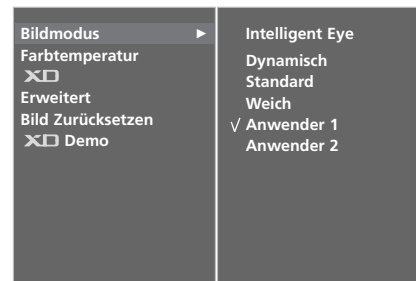 Bildmodus ►
Farbtemperatur
XD
Erweitert
Bild Zurücksetzen
XD Demo
Intelligent Eye
Dynamisch
Standard
Weich
√ Anwender 1
Anwender 2